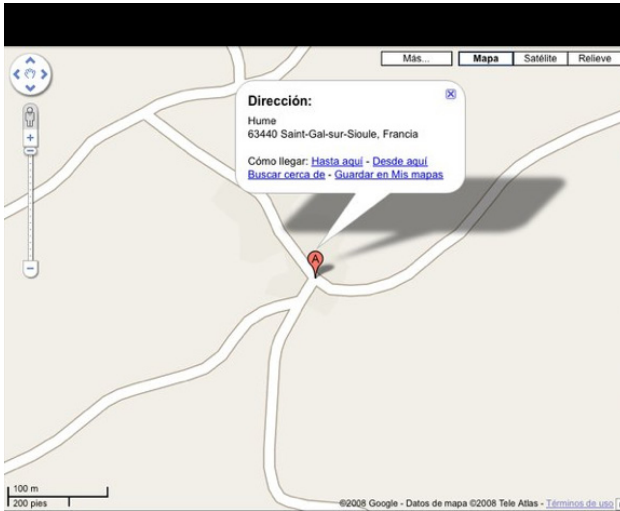 Más...
Mapa
Satélite
Relieve
Dirección:
Hume
63440 Saint-Gal-sur-Sioule, Francia
Cómo llegar: Hasta aquí - Desde aquí
Buscar cerca de - Guardar en Mis mapas
A
100 m
200 pies
©2008 Google - Datos de mapa ©2008 Tele Atlas - Términos de uso